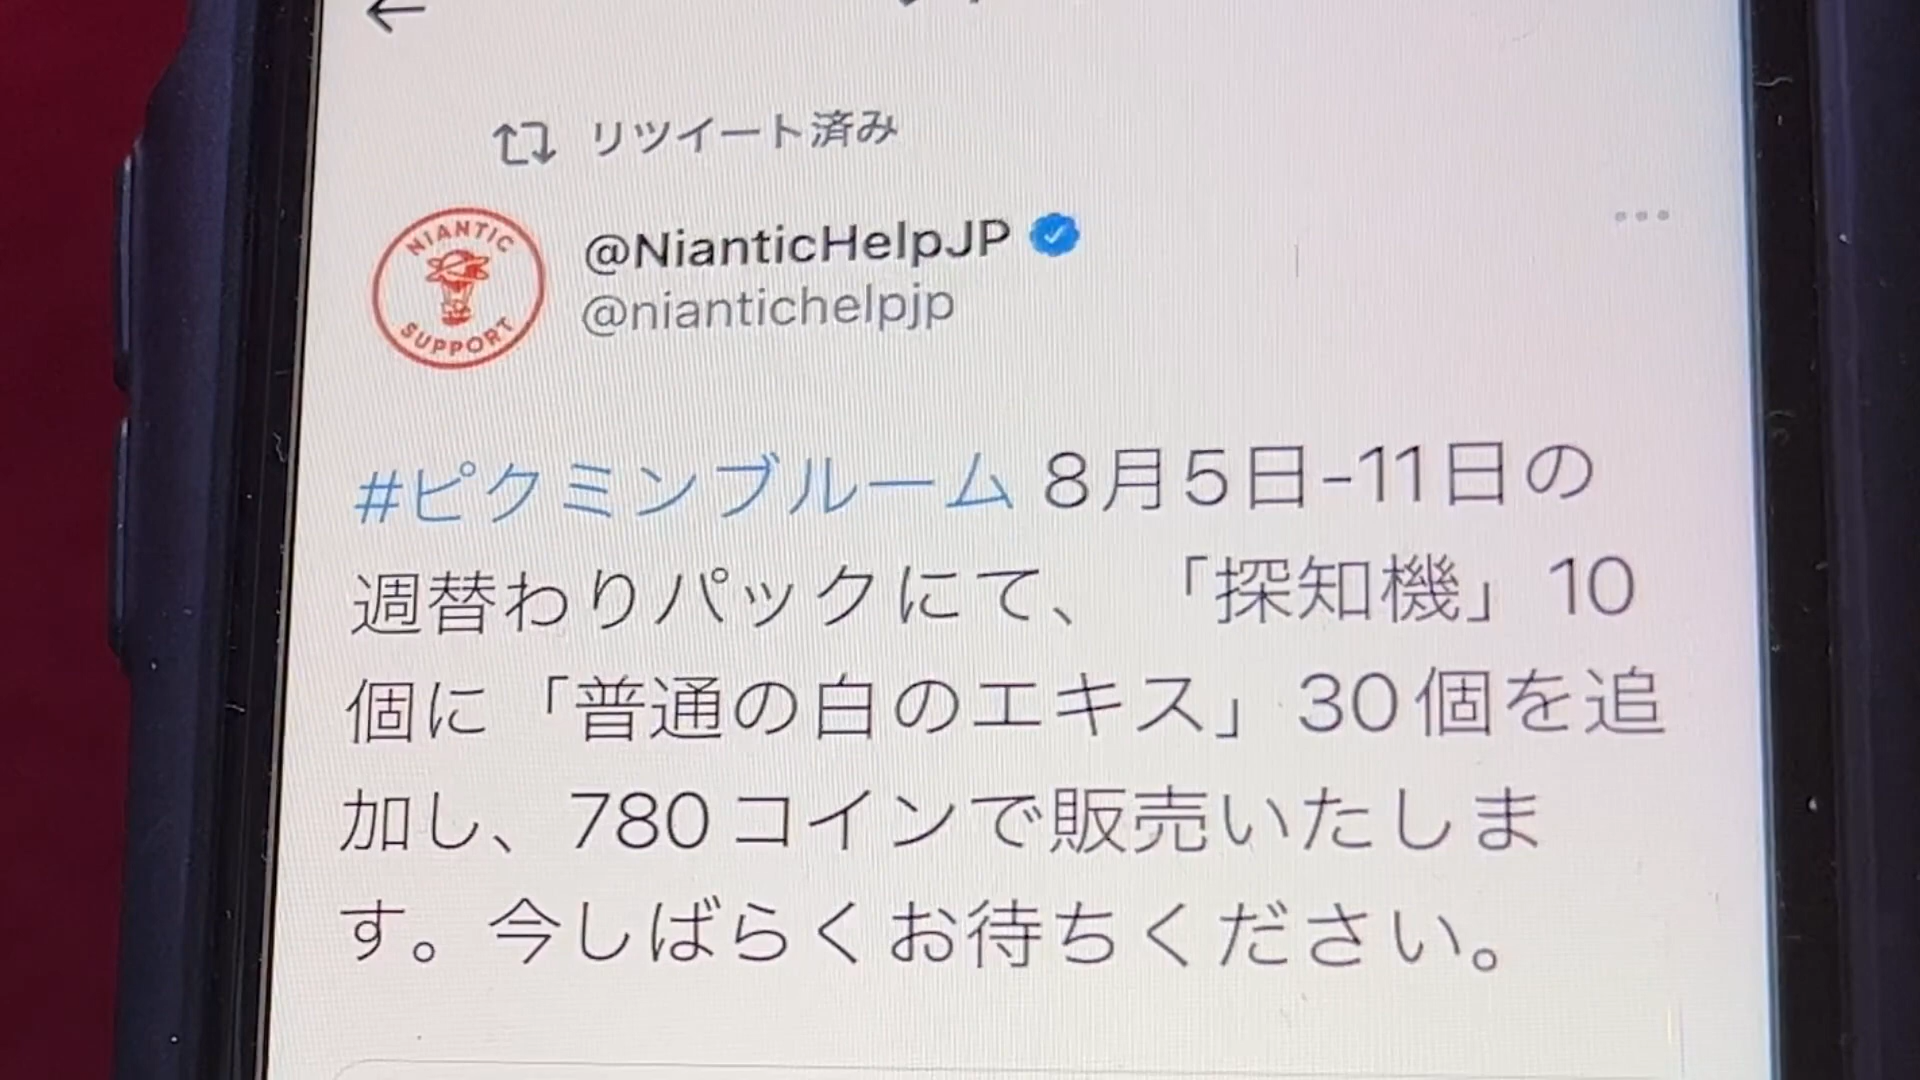 リツイート済み
NIANTIC
SUPPORT
@NianticHelpJP
@niantichelpjp
#ピクミンブルーム 8月5日-11日の
週替わりパックにて、「探知機」10
個に「普通の白のエキス」30個を追
加し、780コインで販売いたしま
す。今しばらくお待ちください。